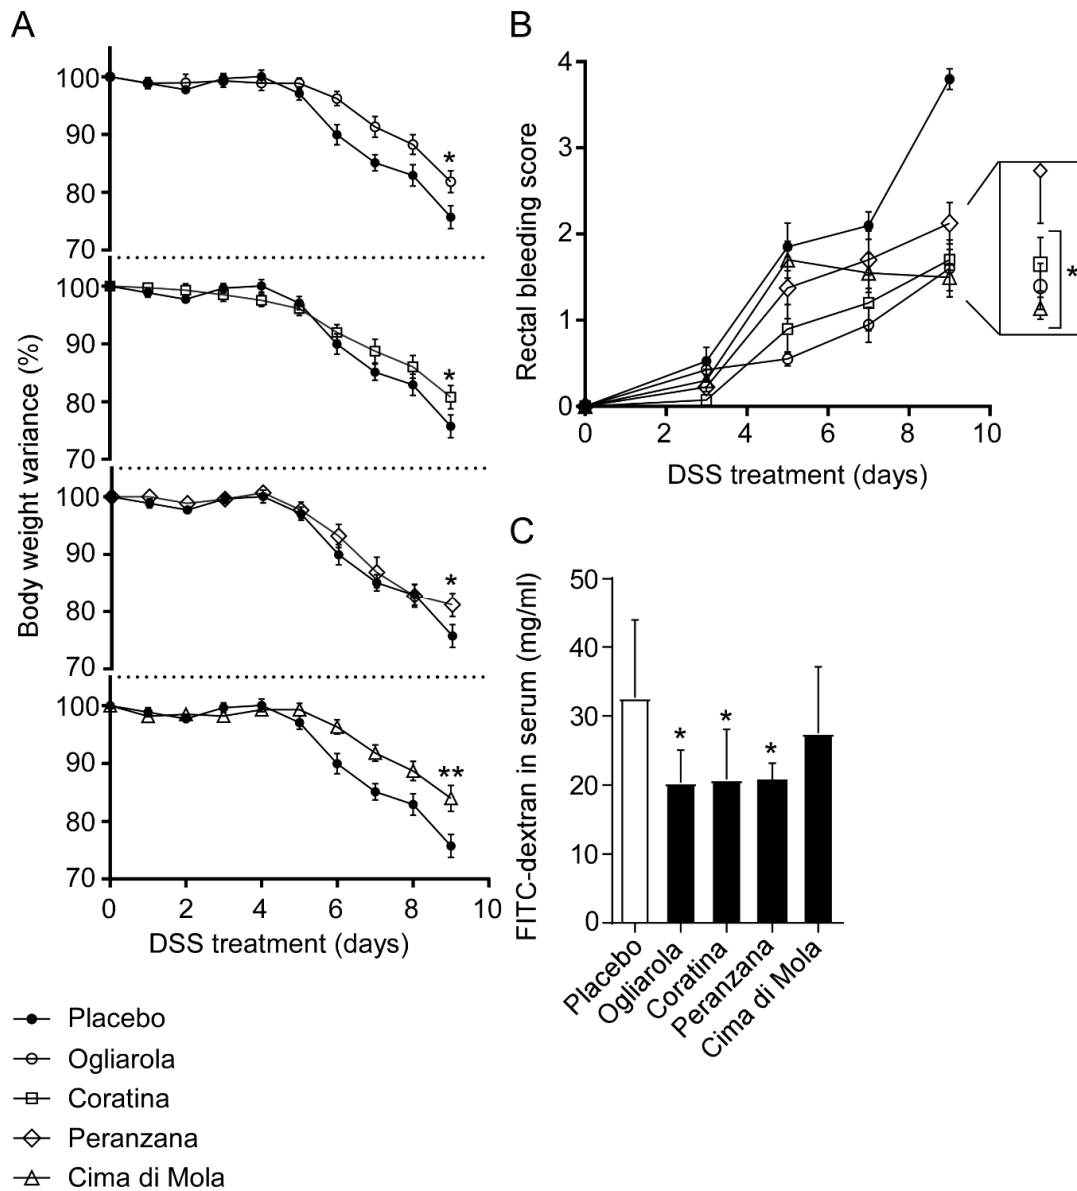 A
100
90
*
80
70
100
90
*
80
70
100
90
*
80
70
100
90
**
80
70
0 2 4 6 8 10
Body weight variance (%)
DSS treatment (days)
B
4
3
2
1
0
0 2 4 6 8 10
*
Rectal bleeding score
DSS treatment (days)
C
50
40
30
20
10
0
* * *
FITC-dextran in serum (mg/ml)
Placebo
Ogliarola
Coratina
Peranzana
Cima di Mola
Placebo
Ogliarola
Coratina
Peranzana
Cima di Mola